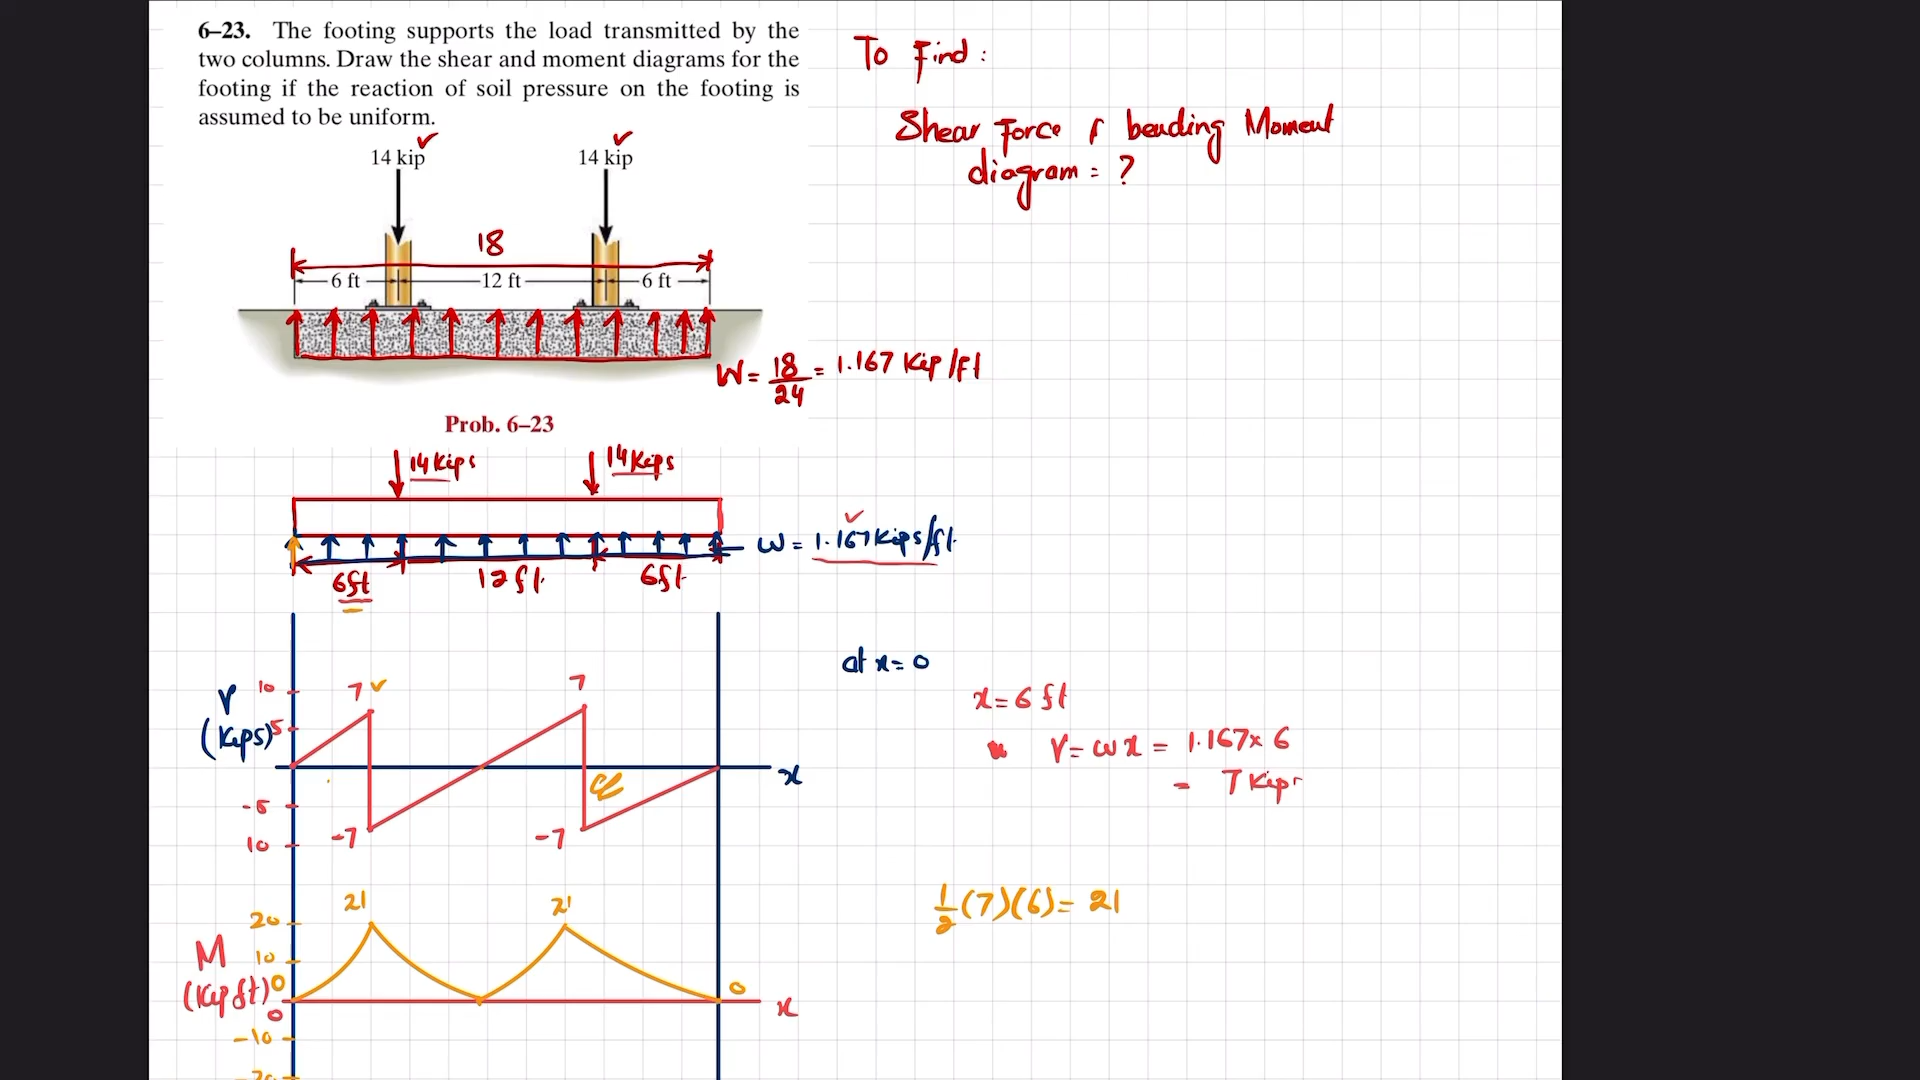 6–23. The footing supports the load transmitted by the
two columns. Draw the shear and moment diagrams for the
footing if the reaction of soil pressure on the footing is
assumed to be uniform.
To Find :
Shear Force & bending Moment
diagram = ?
14 kip
14 kip
18
6 ft
12 ft
6 ft
W = 18/24 = 1.167 Kip/ft
Prob. 6–23
14 Kips
14 Kips
W = 1.167 Kips/ft
6ft
12 ft
6ft
at x = 0
x = 6 ft
V = wx = 1.167 x 6
= 7 Kips
V
(Kips)
10
5
-5
10
7
7
-7
-7
x
1/2 (7)(6) = 21
M
(Kip ft)
20
10
0
0
-10
-20
21
21
0
x